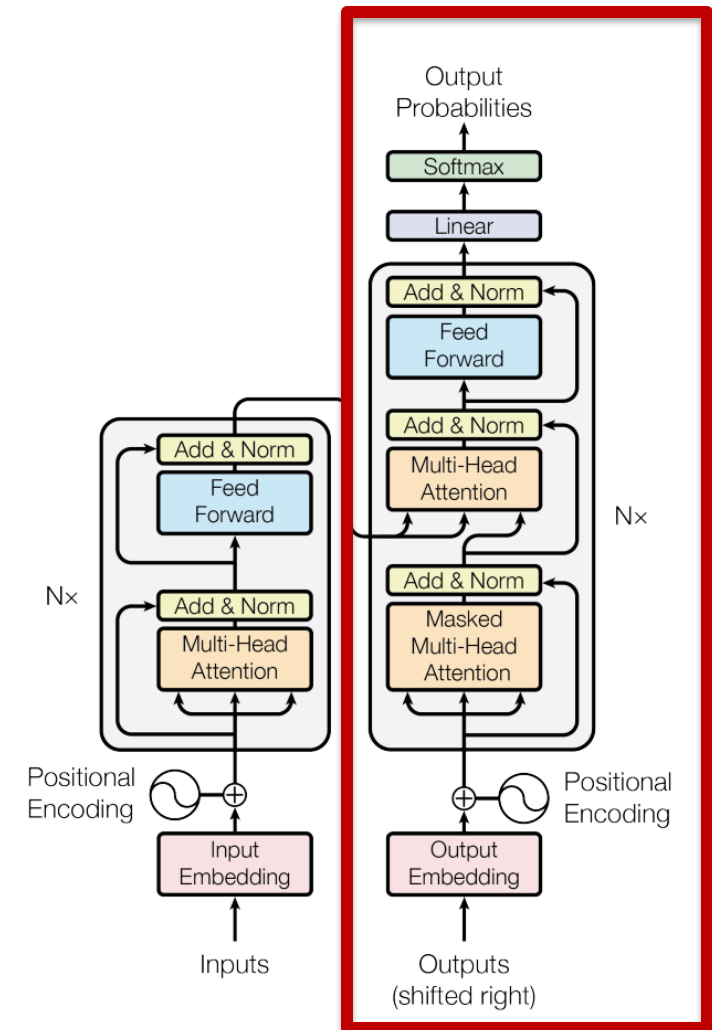 Output
Probabilities
Softmax
Linear
Add & Norm
Feed
Forward
Add & Norm
Multi-Head
Attention
Add & Norm
Masked
Multi-Head
Attention
N×
Positional
Encoding
Output
Embedding
Outputs
(shifted right)
Add & Norm
Feed
Forward
Add & Norm
Multi-Head
Attention
N×
Positional
Encoding
Input
Embedding
Inputs